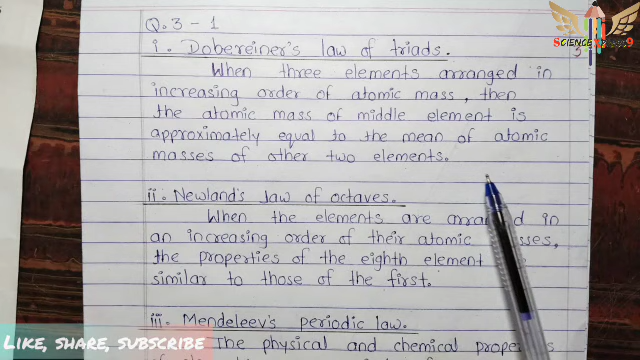 Q.3-1
i. Dobereiner's law of triads.
When three elements arranged in
increasing order of atomic mass, then
the atomic mass of middle element is
approximately equal to the mean of atomic
masses of other two elements.
ii. Newland's law of octaves.
When the elements are in
an increasing order of their atomic
the properties of the eighth element
similar to those of the first.
iii. Mendeleev's periodic law.
The physical and chemical
LIKE, SHARE, SUBSCRIBE